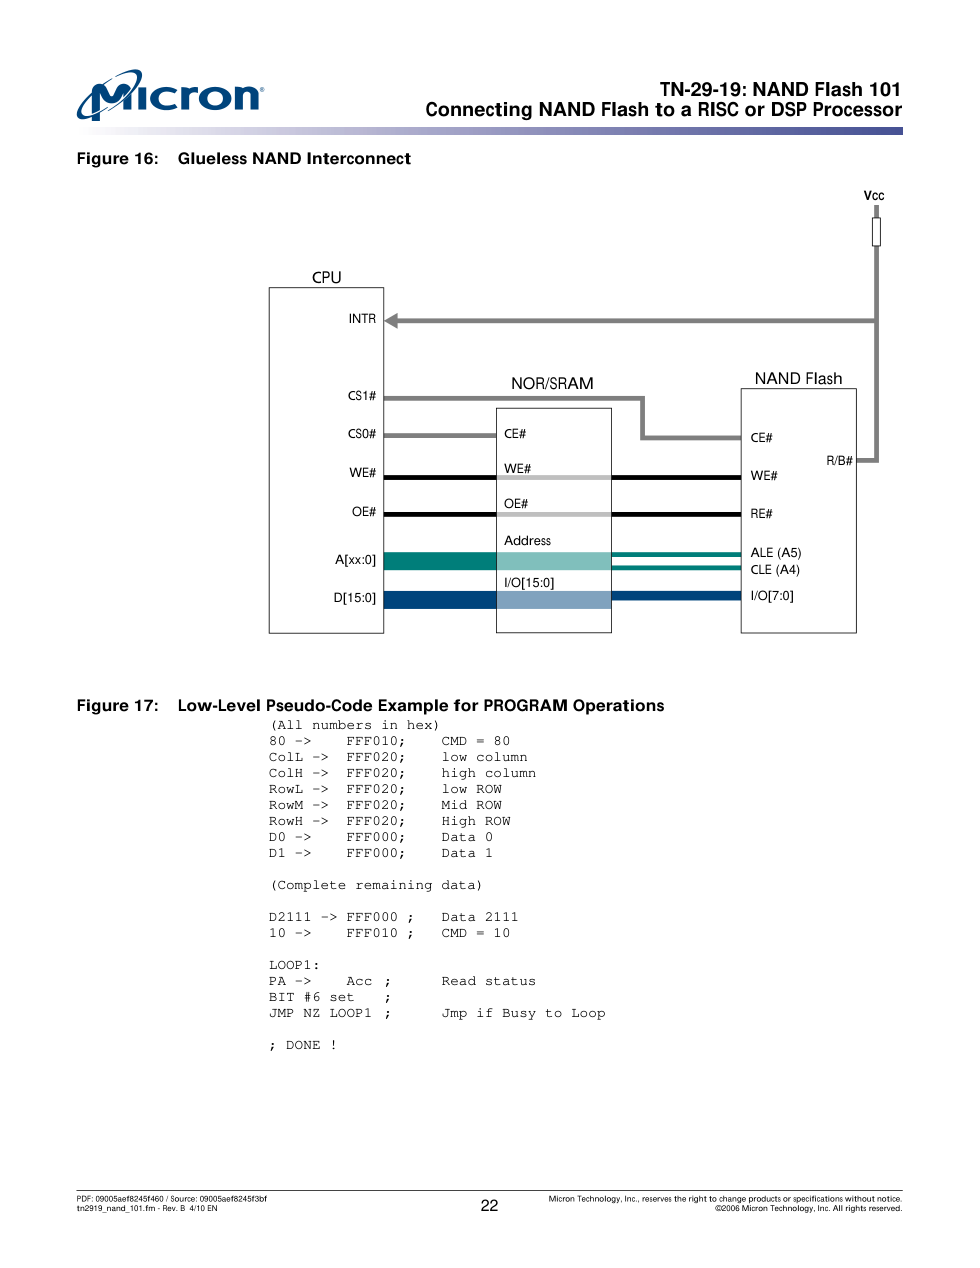 Micron®
TN-29-19: NAND Flash 101
Connecting NAND Flash to a RISC or DSP Processor
Figure 16: Glueless NAND Interconnect
Vcc
CPU
INTR
NAND Flash
NOR/SRAM
CS1#
CS0#
CE#
CE#
R/B#
WE#
WE#
WE#
OE#
OE#
RE#
Address
A[xx:0]
ALE (A5)
CLE (A4)
I/O[15:0]
D[15:0]
I/O[7:0]
Figure 17: Low-Level Pseudo-Code Example for PROGRAM Operations
(All numbers in hex)
80 -> FFF010; CMD = 80
ColL -> FFF020; low column
ColH -> FFF020; high column
RowL -> FFF020; low ROW
RowM -> FFF020; Mid ROW
RowH -> FFF020; High ROW
D0 -> FFF000; Data 0
D1 -> FFF000; Data 1
(Complete remaining data)
D2111 -> FFF000 ; Data 2111
10 -> FFF010 ; CMD = 10
LOOP1:
PA -> Acc ; Read status
BIT #6 set ;
JMP NZ LOOP1 ; Jmp if Busy to Loop
; DONE !
PDF: 09005aef8245f460 / Source: 09005aef8245f3bf
tn2919_nand_101.fm - Rev. B 4/10 EN
22
Micron Technology, Inc., reserves the right to change products or specifications without notice.
©2006 Micron Technology, Inc. All rights reserved.